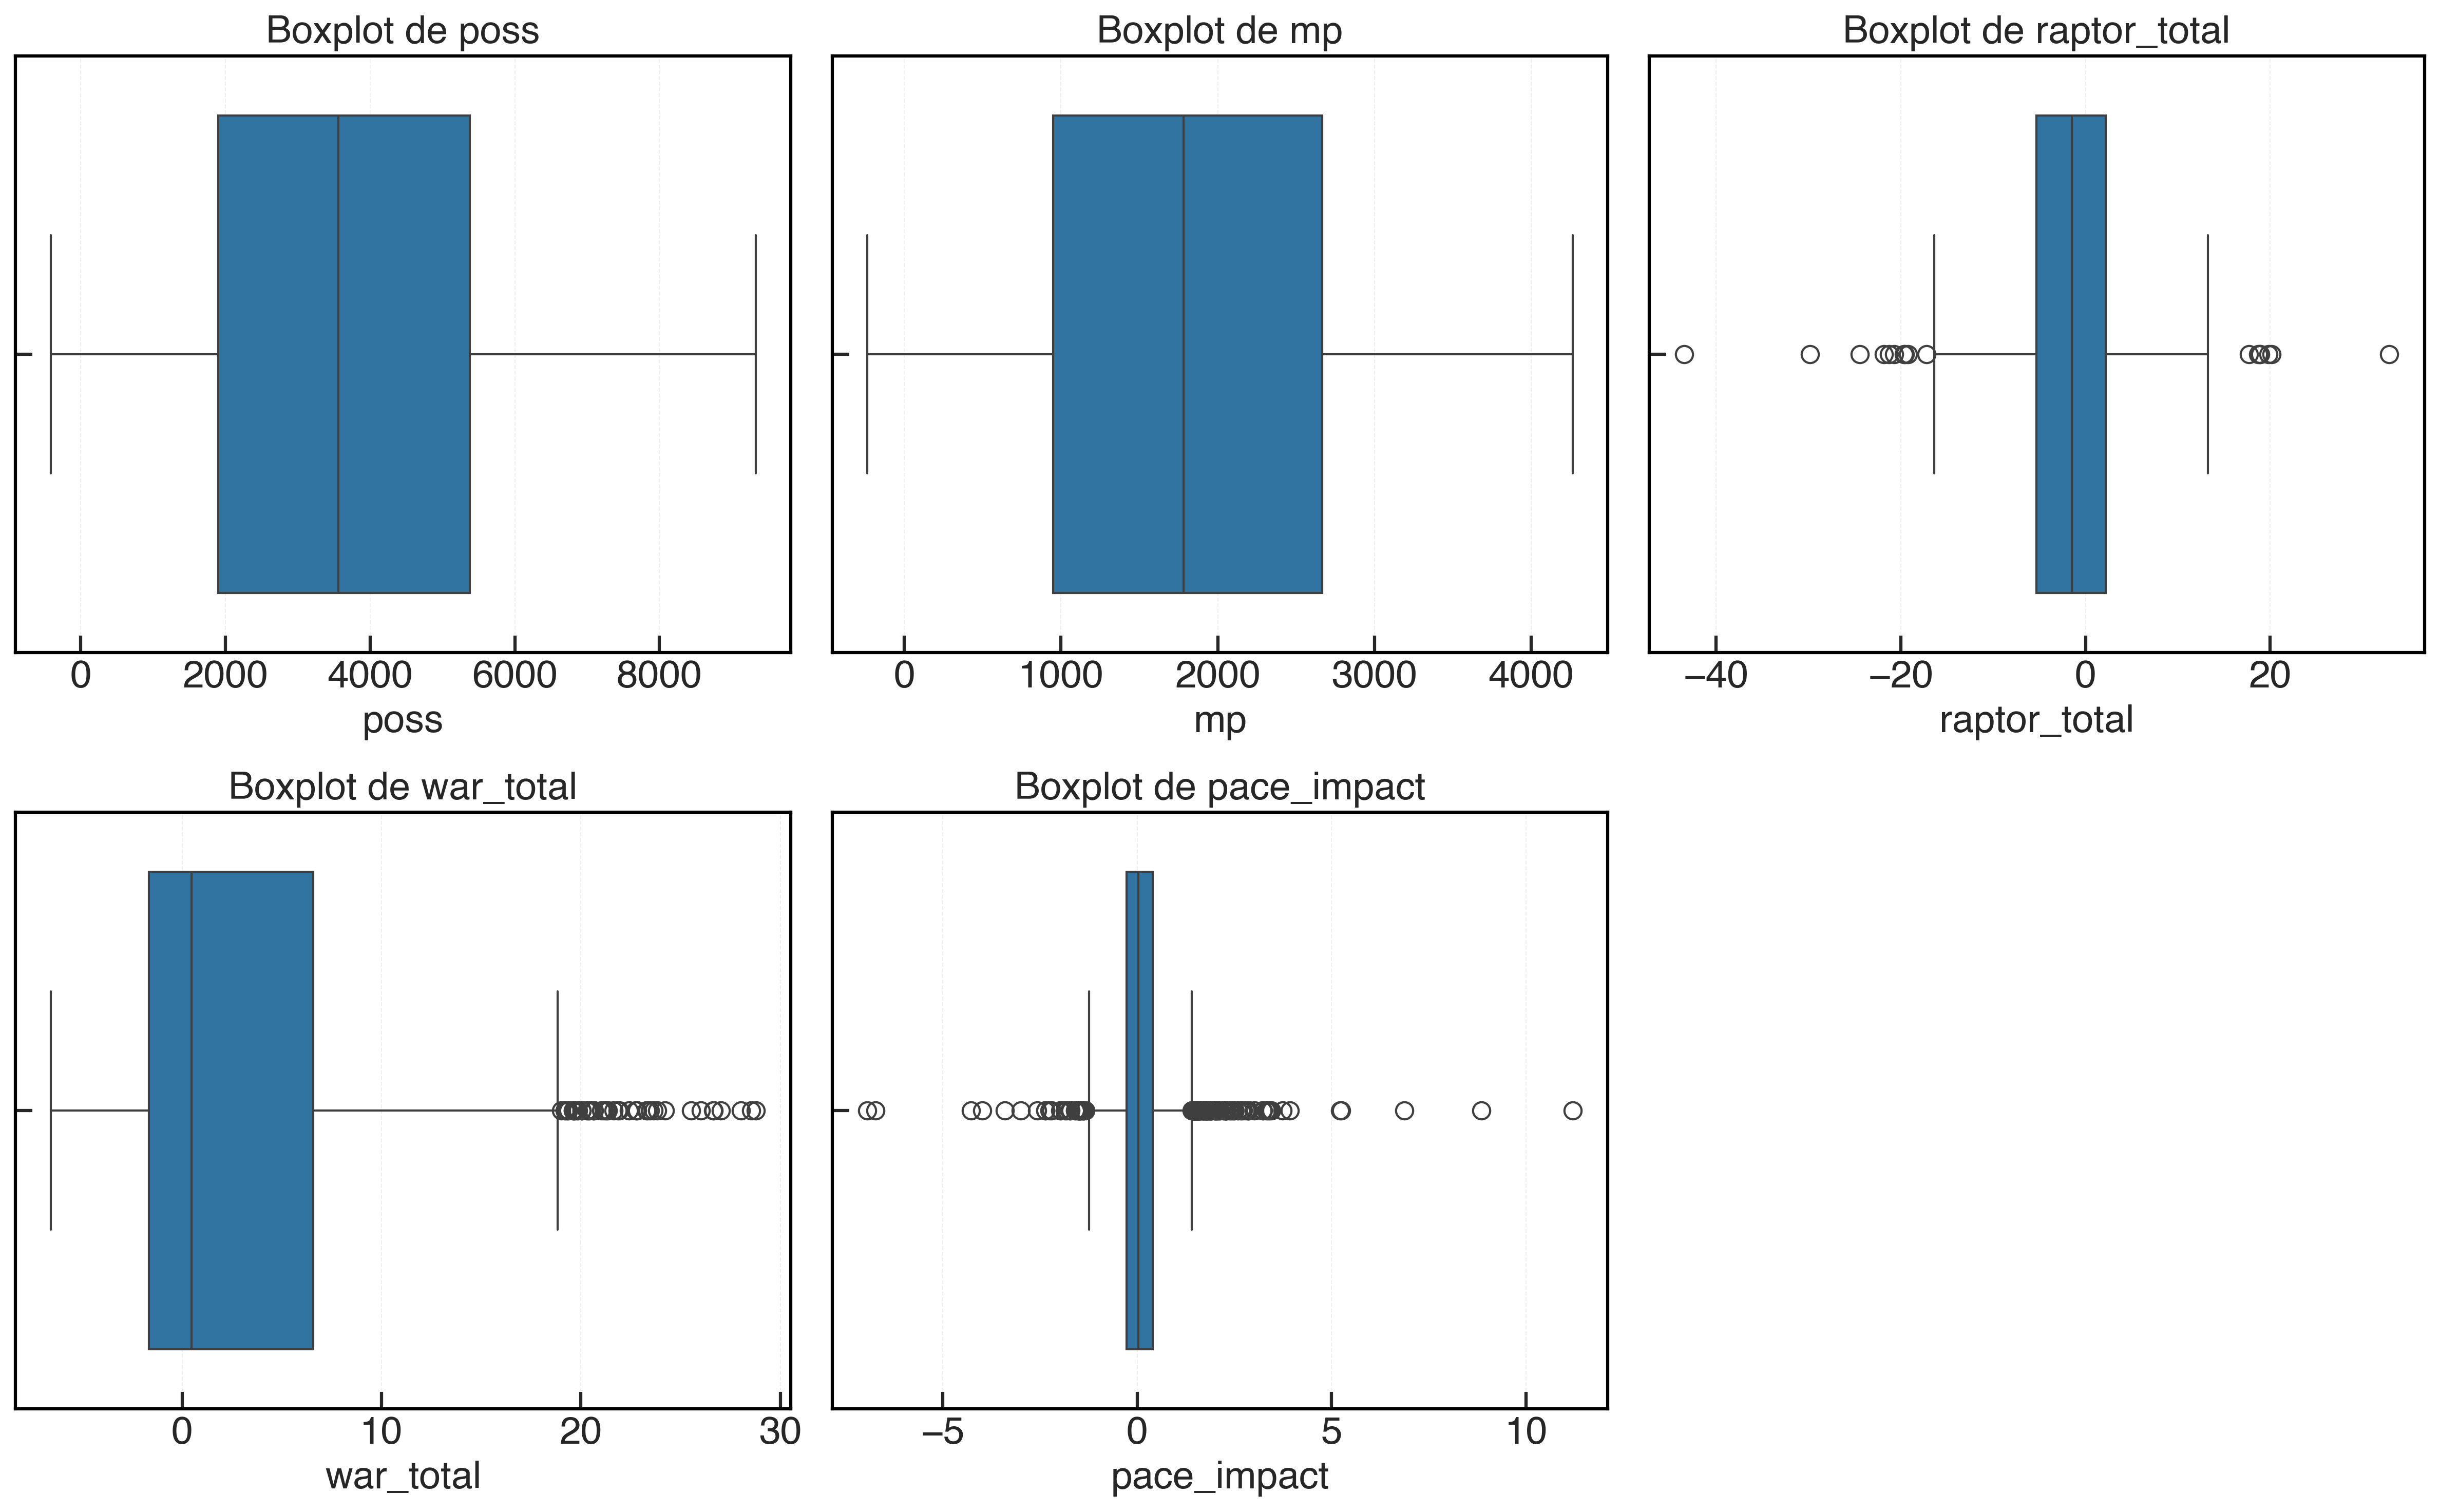 Boxplot de poss
0 2000 4000 6000 8000
poss
Boxplot de mp
0 1000 2000 3000 4000
mp
Boxplot de raptor_total
−40 −20 0 20
raptor_total
Boxplot de war_total
0 10 20 30
war_total
Boxplot de pace_impact
−5 0 5 10
pace_impact